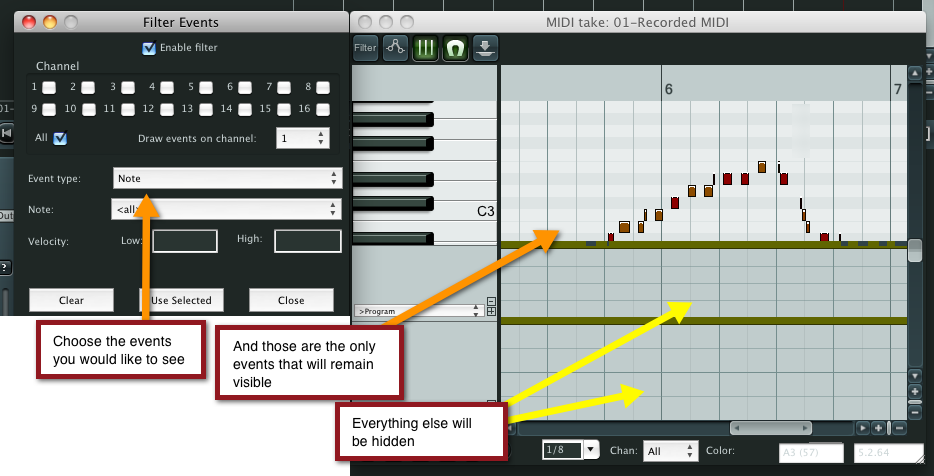 Filter Events
Enable filter
Channel
1 2 3 4 5 6 7 8
9 10 11 12 13 14 15 16
All Draw events on channel: 1
Event type: Note
Note: <all>
Velocity: Low: High:
Clear Use Selected Close
MIDI take: 01-Recorded MIDI
Filter
6 7
C3
>Program
Choose the events
you would like to see
And those are the only
events that will remain
visible
Everything else will
be hidden
1/8 Chan: All Color: A3 (57) 5.2.64
01-
Out
?